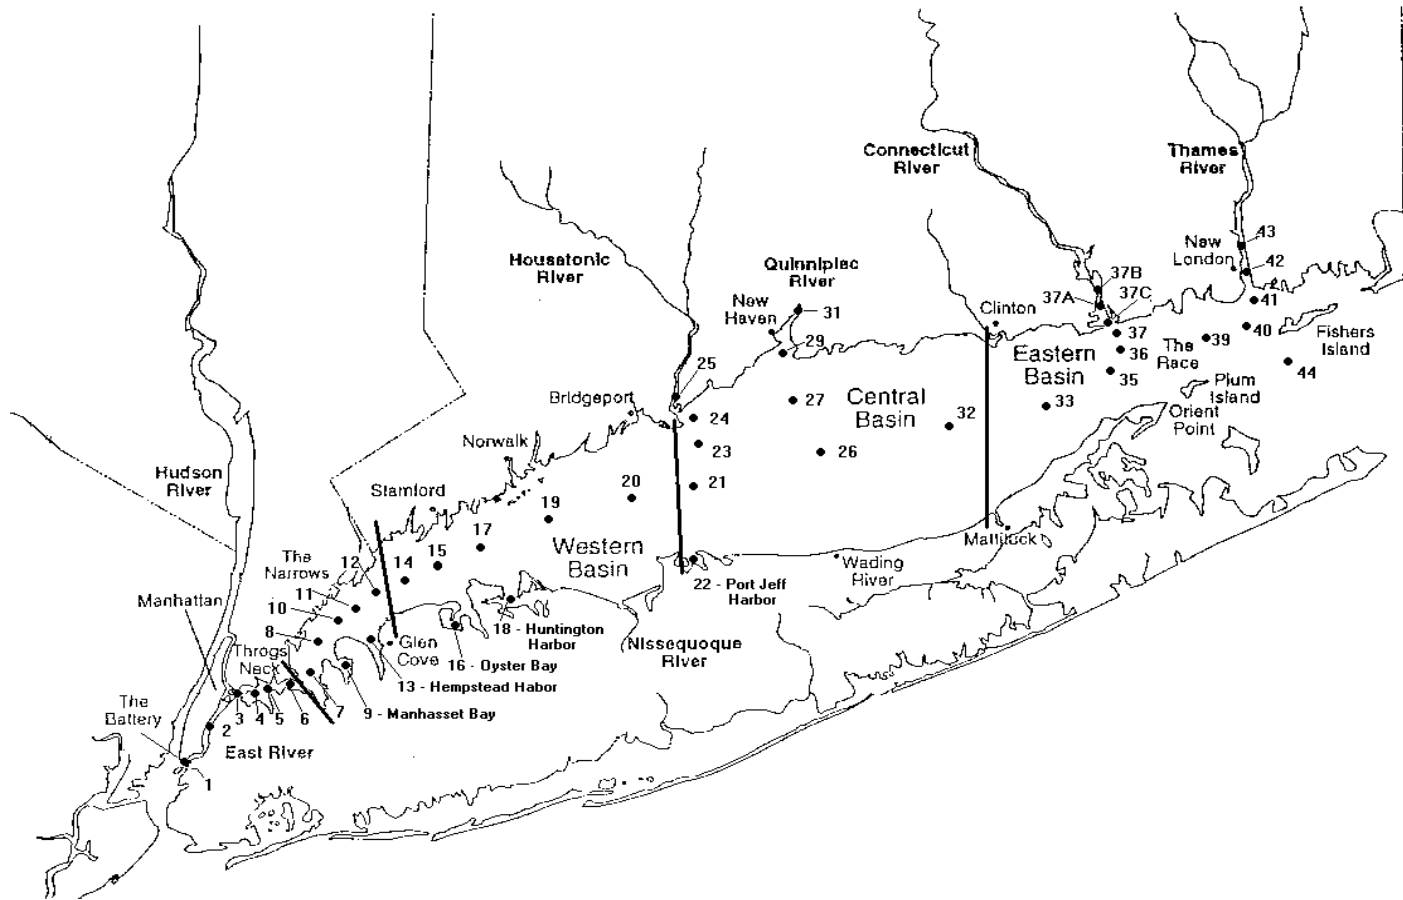 Connecticut
River
Thames
River
Housatonic
River
Quinnipiac
River
New
Haven
31
29
25
Clinton
37B
37A
37C
37
36
35
New
London
43
42
41
40
39
The
Race
Fishers
Island
44
Plum
Island
Orient
Point
Eastern
Basin
33
Central
Basin
32
27
26
24
23
21
20
Bridgeport
Norwalk
Stamford
19
17
15
14
12
Western
Basin
Hudson
River
The
Narrows
11
10
8
Manhattan
Throgs
Neck
The
Battery
1
2
3
4
5
6
7
East River
9 - Manhasset Bay
13 - Hempstead Habor
Glen
Cove
16 - Oyster Bay
18 - Huntington
Harbor
Nissequoque
River
22 - Port Jeff
Harbor
Wading
River
Mattituck